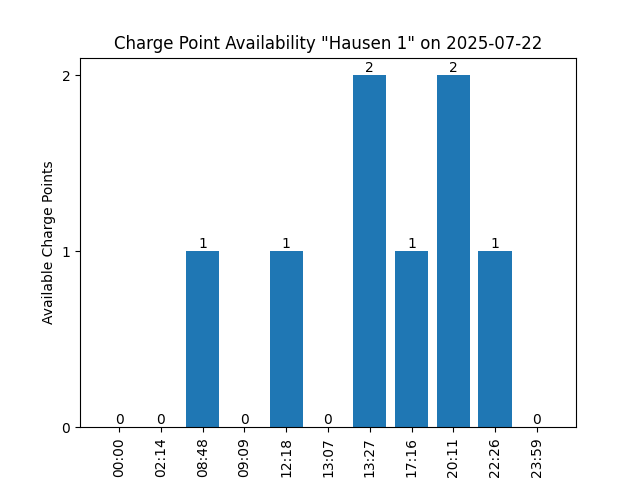 Charge Point Availability "Hausen 1" on 2025-07-22
Available Charge Points
2
1
0
0 0 1 0 1 0 2 1 2 1 0
00:00 02:14 08:48 09:09 12:18 13:07 13:27 17:16 20:11 22:26 23:59